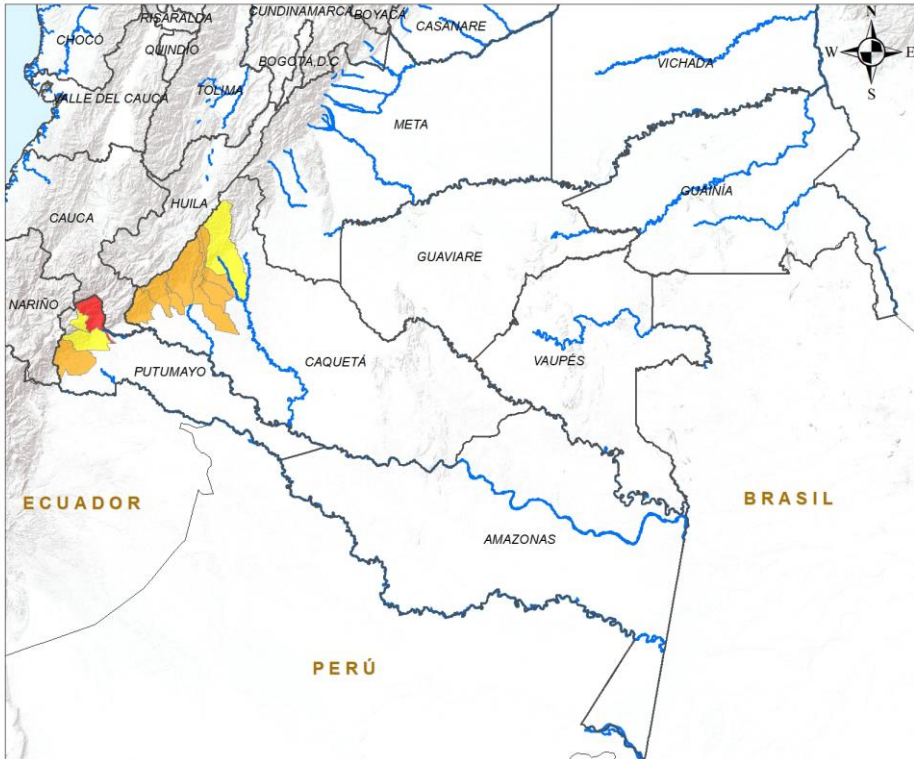 CUNDINAMARCA
BOYACÁ
RISARALDA
CASANARE
N
CHOCÓ
QUINDÍO
BOGOTÁ,D.C
W
E
VICHADA
TOLIMA
VALLE DEL CAUCA
S
META
GUAINÍA
HUILA
CAUCA
GUAVIARE
NARIÑO
CAQUETÁ
VAUPÉS
PUTUMAYO
ECUADOR
BRASIL
AMAZONAS
PERÚ